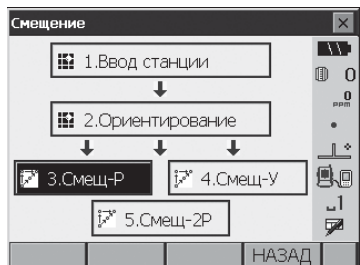 Смещение
1.Ввод станции
0
0
PPM
2.Ориентирование
3.Смещ-Р
4.Смещ-У
5.Смещ-2Р
1
НАЗАД